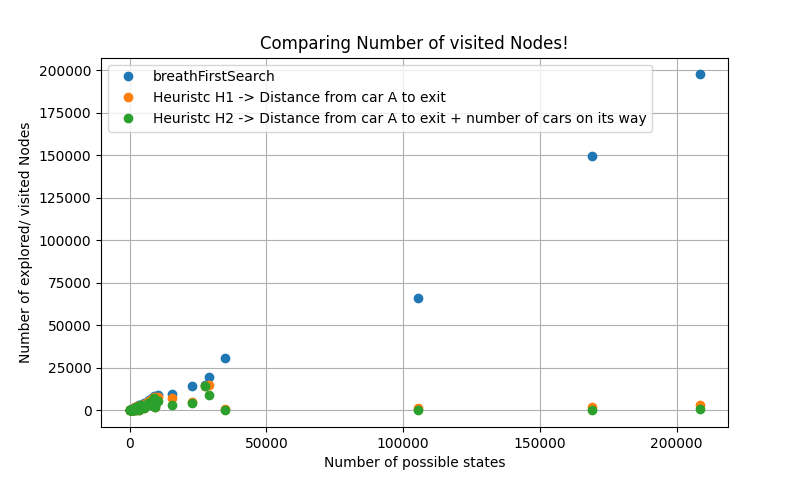 Comparing Number of visited Nodes!
breathFirstSearch
Heuristc H1 -> Distance from car A to exit
Heuristc H2 -> Distance from car A to exit + number of cars on its way
Number of explored/ visited Nodes
200000
175000
150000
125000
100000
75000
50000
25000
0
0
50000
100000
150000
200000
Number of possible states